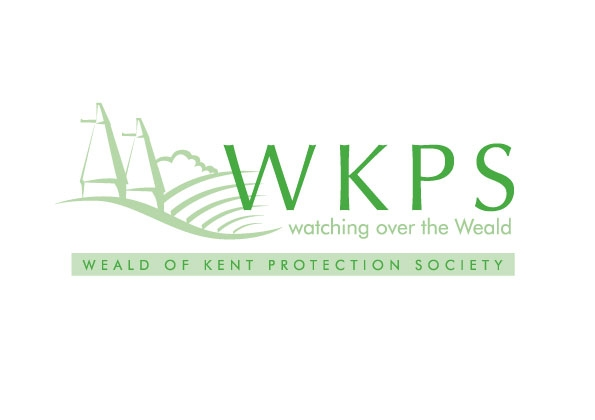 WKPS
watching over the Weald
WEALD OF KENT PROTECTION SOCIETY